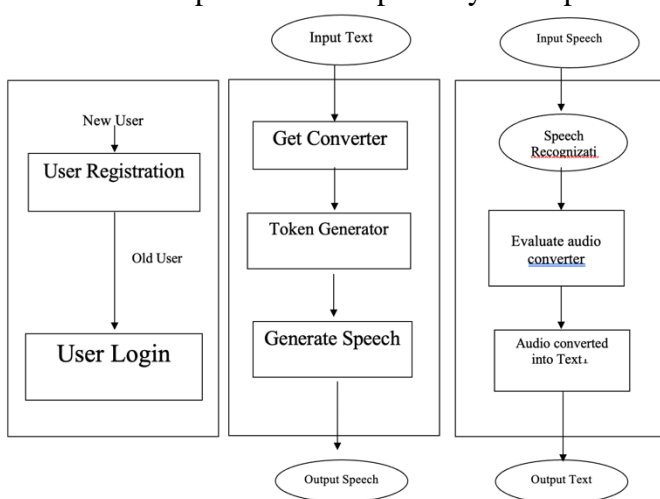 New User
User Registration
Old User
User Login
Input Text
Get Converter
Token Generator
Generate Speech
Output Speech
Input Speech
Speech
Recognizati
Evaluate audio
converter
Audio converted
into Text
Output Text